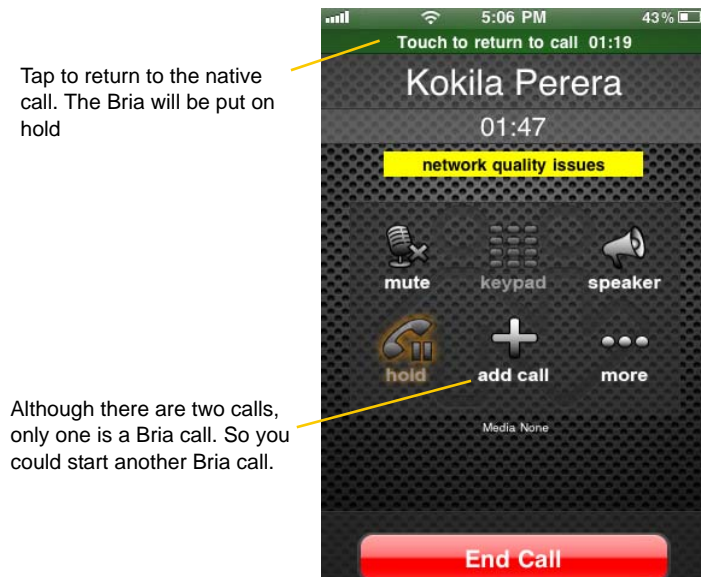 5:06 PM
43%
Touch to return to call 01:19
Tap to return to the native
call. The Bria will be put on
hold
Kokila Perera
01:47
network quality issues
mute keypad speaker
hold add call more
Although there are two calls,
only one is a Bria call. So you
could start another Bria call.
Media None
End Call